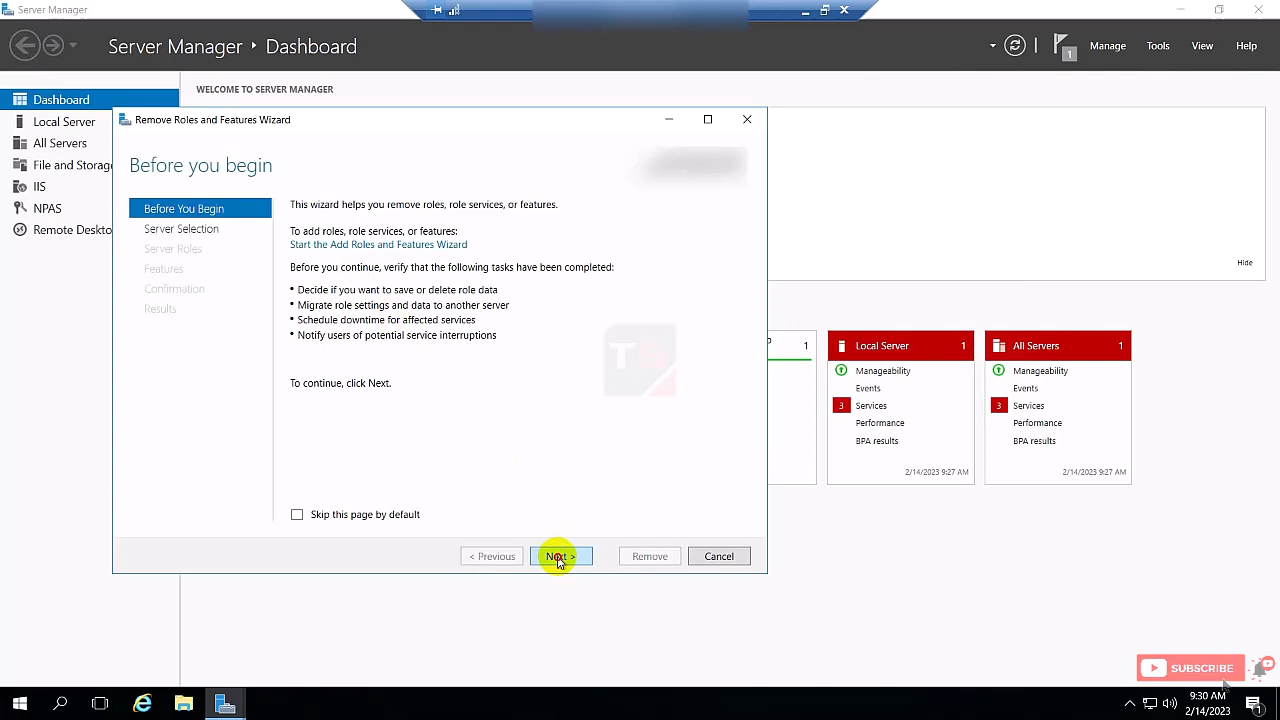 Server Manager
Server Manager
Dashboard
1
Manage
Tools
View
Help
Dashboard
Local Server
All Servers
File and Storag
IIS
NPAS
Remote Deskto
WELCOME TO SERVER MANAGER
Hide
Remove Roles and Features Wizard
Before you begin
Before You Begin
Server Selection
Server Roles
Features
Confirmation
Results
This wizard helps you remove roles, role services, or features.
To add roles, role services, or features:
Start the Add Roles and Features Wizard
Before you continue, verify that the following tasks have been completed:
• Decide if you want to save or delete role data
• Migrate role settings and data to another server
• Schedule downtime for affected services
• Notify users of potential service interruptions
To continue, click Next.
Skip this page by default
< Previous
Next >
Remove
Cancel
1
Local Server 1
Manageability
Events
3 Services
Performance
BPA results
2/14/2023 9:27 AM
All Servers 1
Manageability
Events
3 Services
Performance
BPA results
2/14/2023 9:27 AM
SUBSCRIBE
9:30 AM
2/14/2023
1